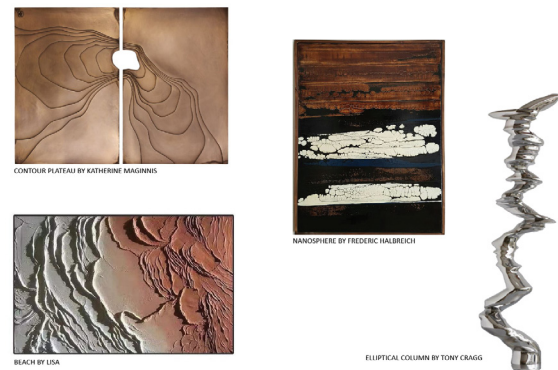 CONTOUR PLATEAU BY KATHERINE MAGINNIS
NANOSPHERE BY FREDERIC HALBREICH
BEACH BY LISA
ELLIPTICAL COLUMN BY TONY CRAGG